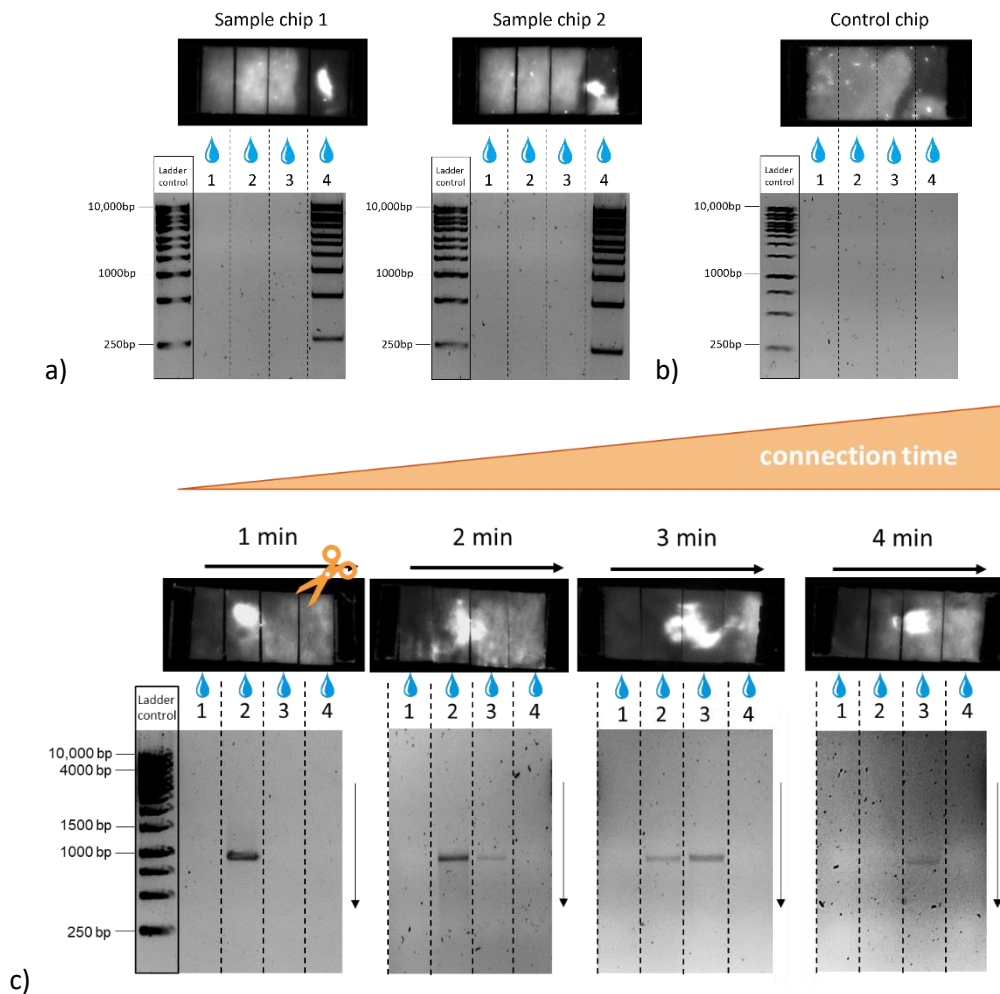 Sample chip 1
Sample chip 2
Control chip
Ladder
control
1
2
3
4
10,000bp
1000bp
250bp
a)
Ladder
control
1
2
3
4
10,000bp
1000bp
250bp
Ladder
control
1
2
3
4
10,000bp
1000bp
250bp
b)
connection time
1 min
2 min
3 min
4 min
Ladder
control
1
2
3
4
1
2
3
4
1
2
3
4
1
2
3
4
10,000 bp
4000 bp
1500 bp
1000 bp
250 bp
c)